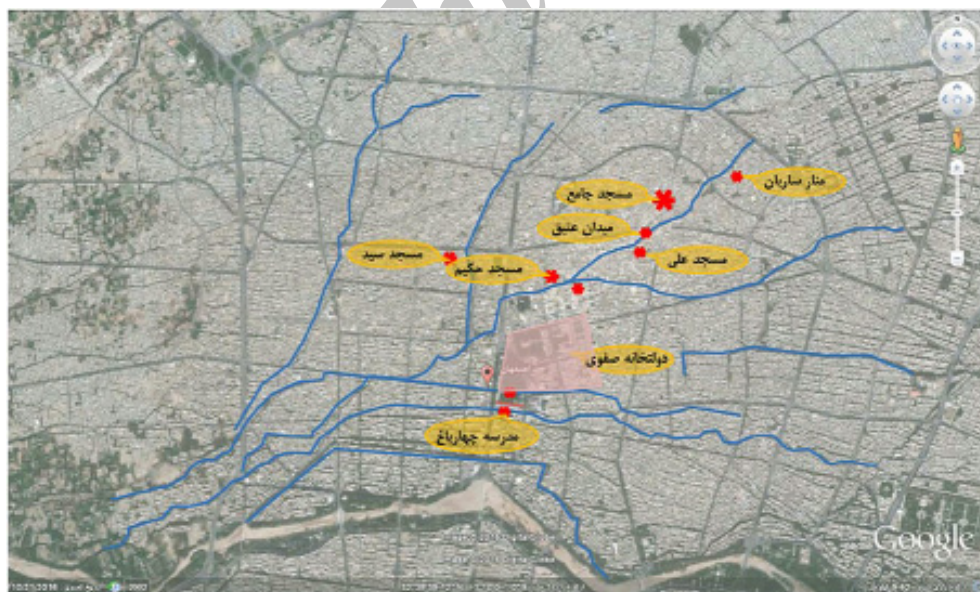 منار ساربان
مسجد جامع
میدان عتیق
مسجد علی
مسجد سید
مسجد حکیم
دولتخانه صفوی
مدرسه چهارباغ
Google